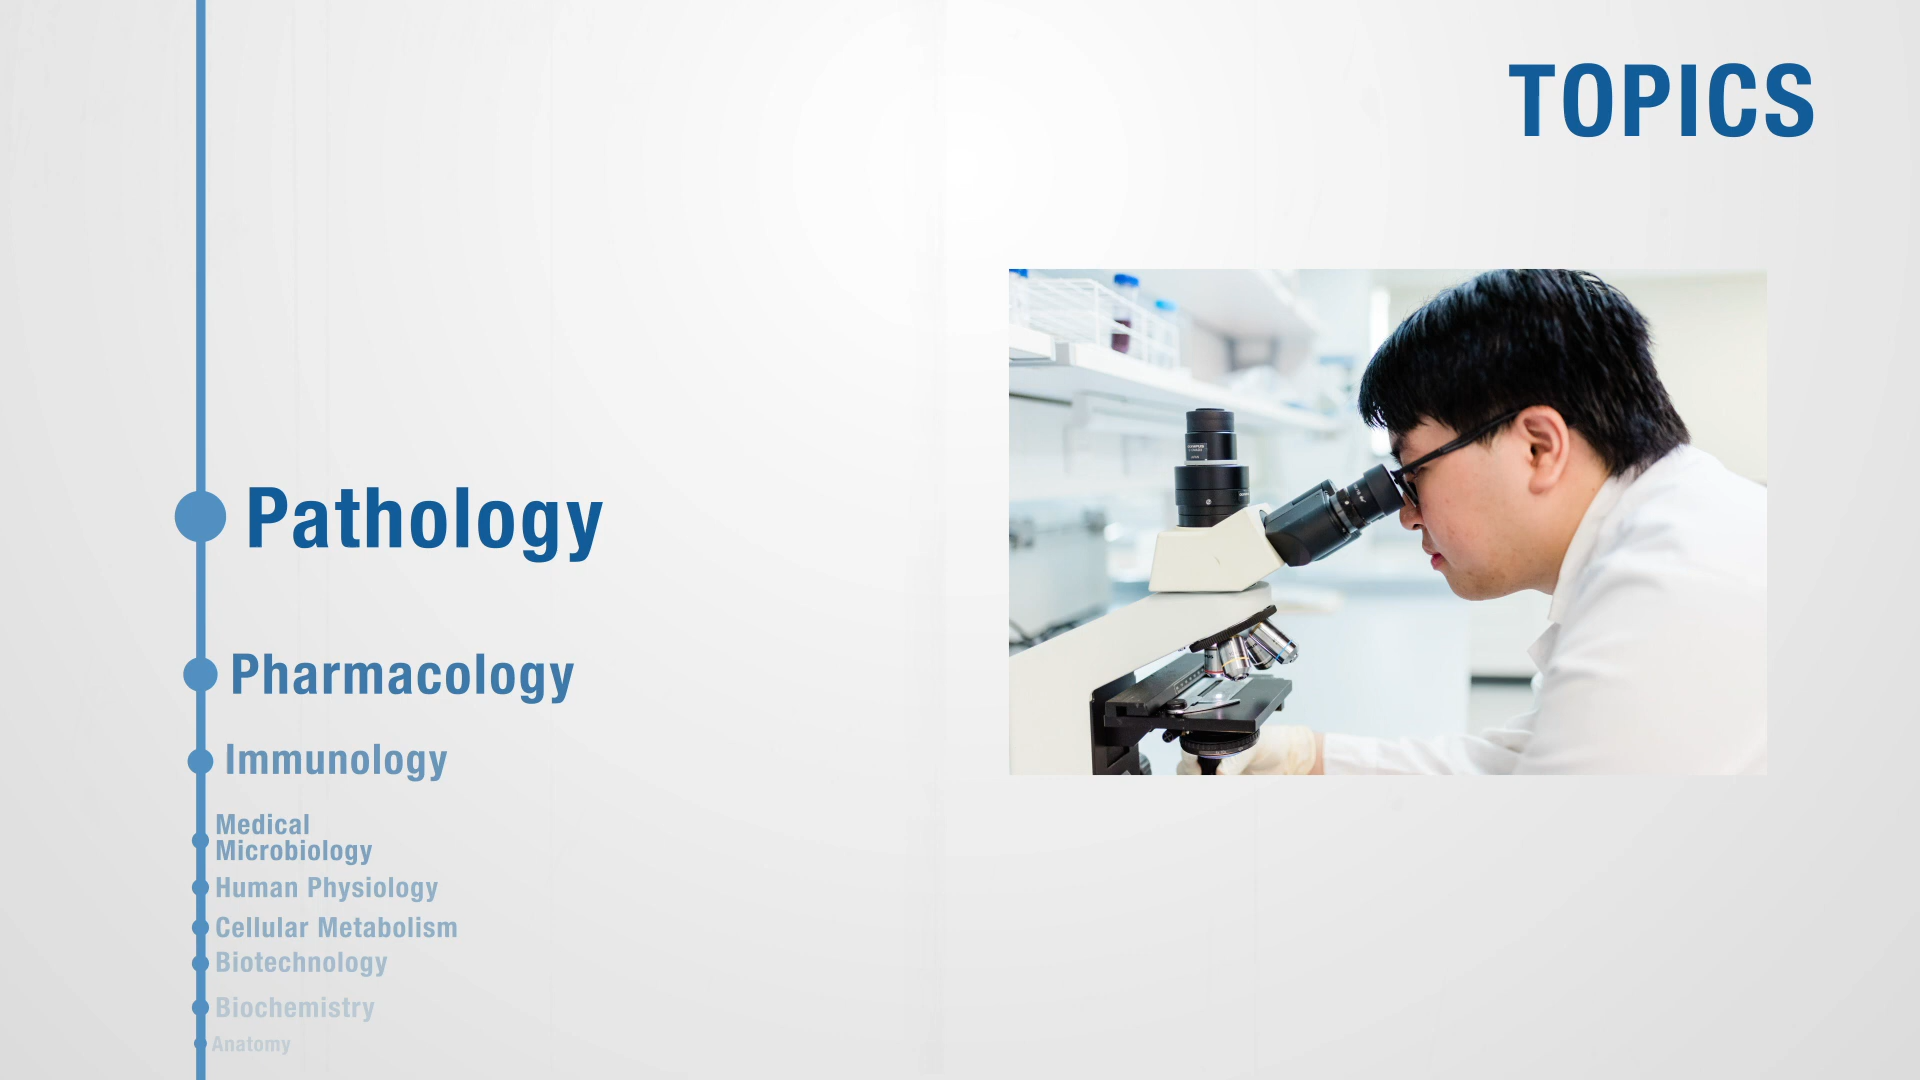 TOPICS
Pathology
Pharmacology
Immunology
Medical
Microbiology
Human Physiology
Cellular Metabolism
Biotechnology
Biochemistry
Anatomy